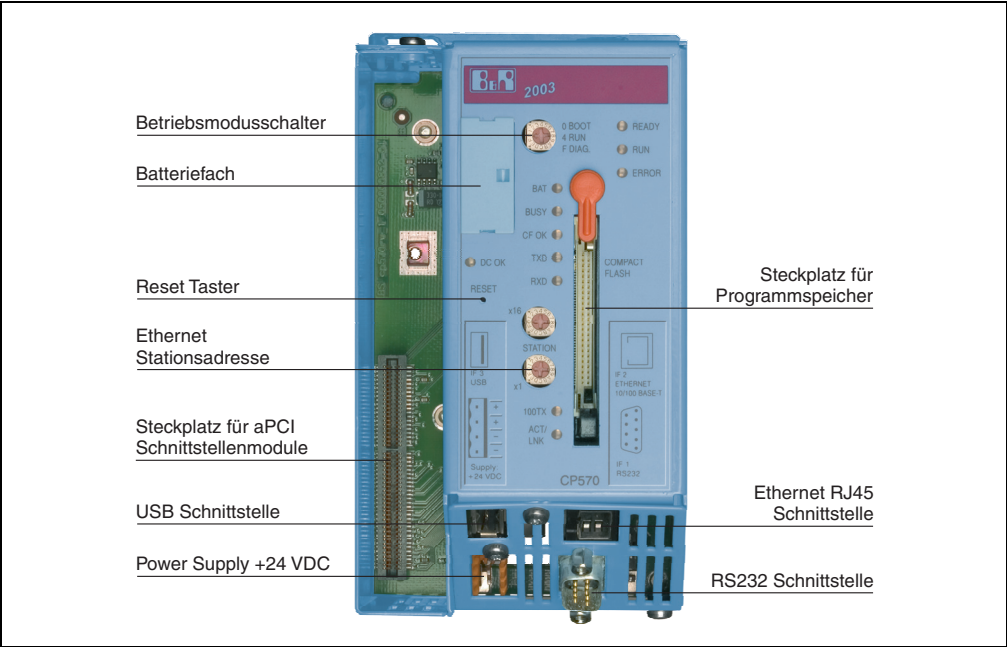 B&R 2003
0 BOOT
4 RUN
F DIAG.
READY
RUN
ERROR
Betriebsmodusschalter
Batteriefach
BAT
BUSY
CF OK
TXD
RXD
DC OK
COMPACT
FLASH
RESET
Reset Taster
Steckplatz für
Programmspeicher
x16
STATION
x1
Ethernet
Stationsadresse
IF 3
USB
IF 2
ETHERNET
10/100 BASE-T
100TX
ACT/
LNK
Steckplatz für aPCI
Schnittstellenmodule
+
+
−
−
Supply
+24 VDC
CP570
IF 1
RS232
USB Schnittstelle
Ethernet RJ45
Schnittstelle
Power Supply +24 VDC
RS232 Schnittstelle